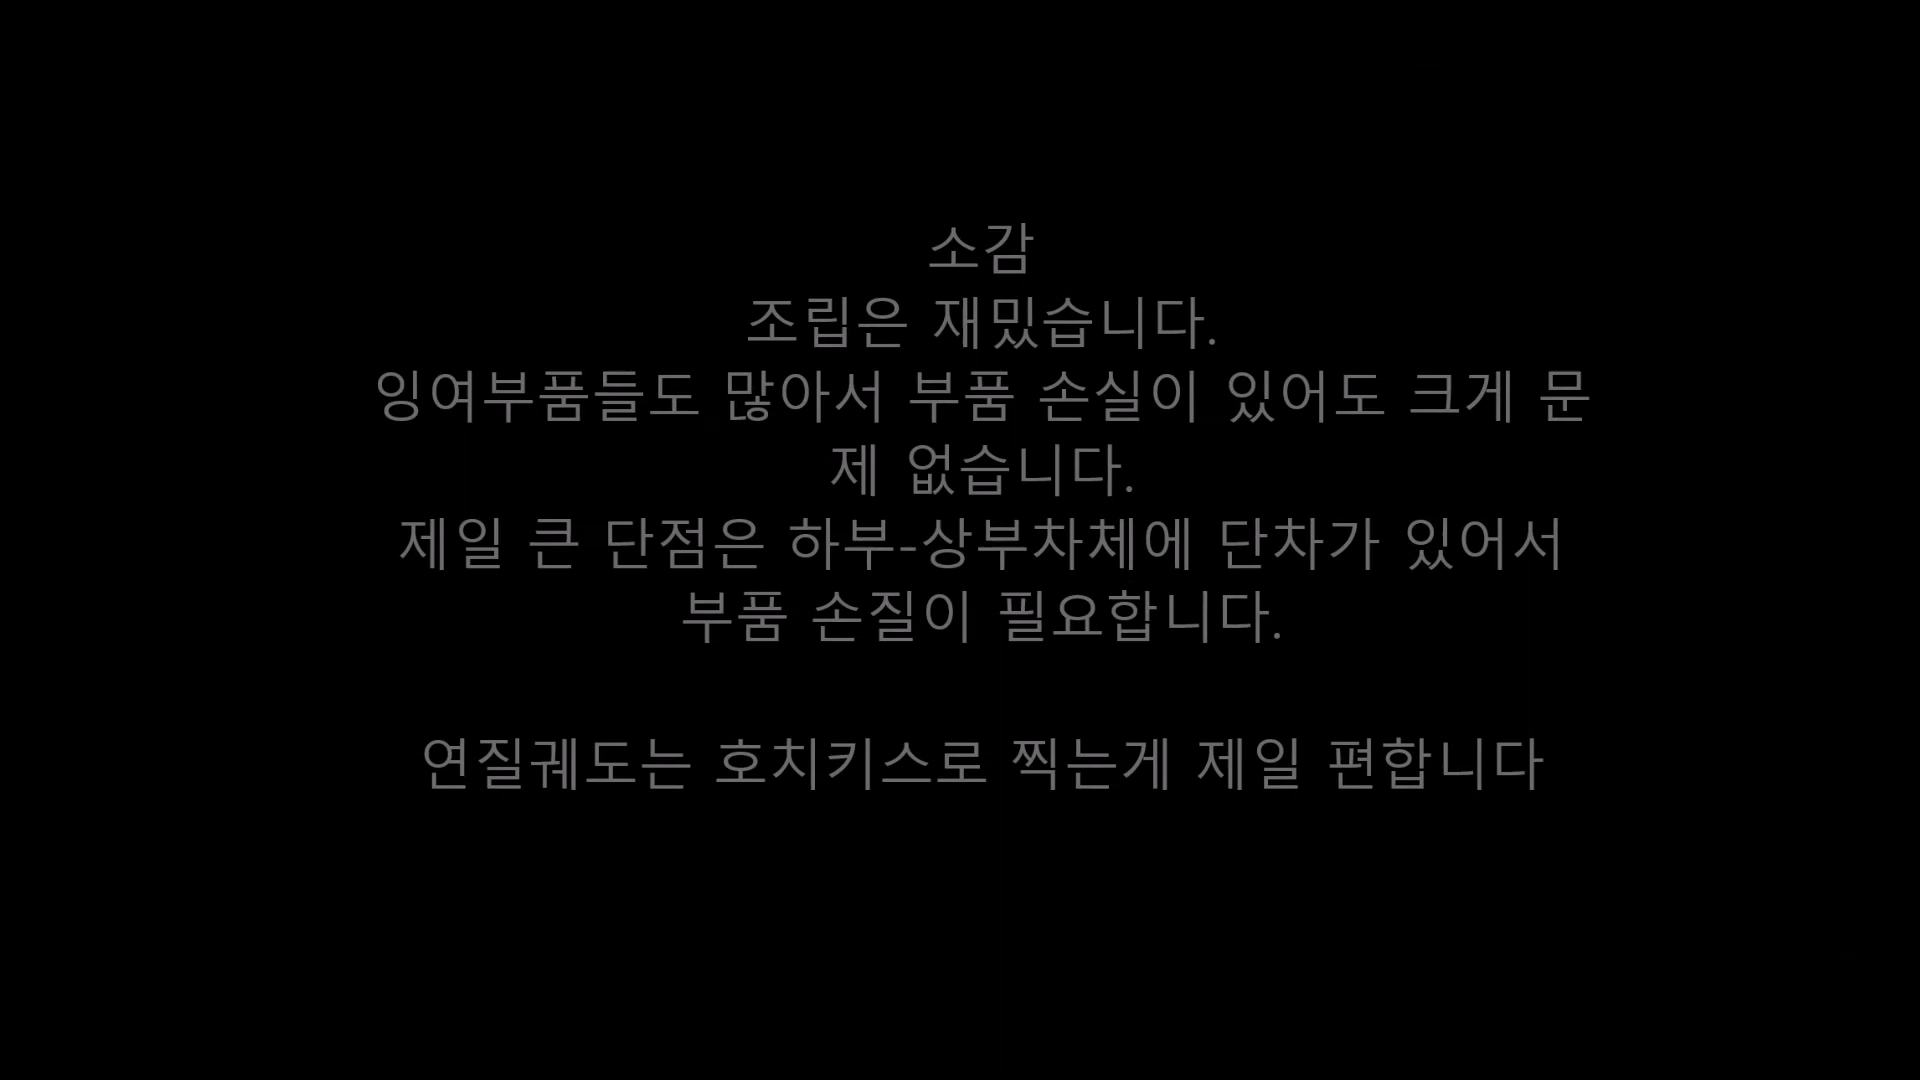 소감
조립은 재밌습니다.
잉여부품들도 많아서 부품 손실이 있어도 크게 문
제 없습니다.
제일 큰 단점은 하부-상부차체에 단차가 있어서
부품 손질이 필요합니다.
연질궤도는 호치키스로 찍는게 제일 편합니다